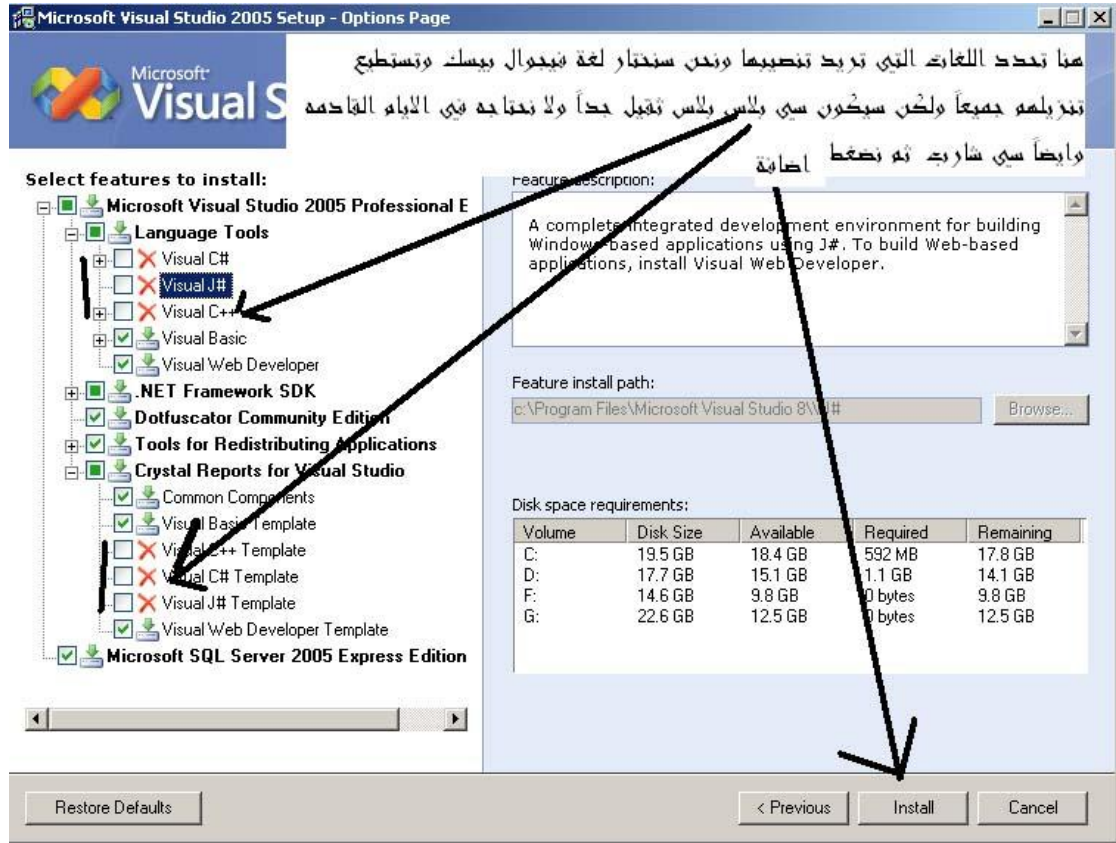 Microsoft Visual Studio 2005 Setup - Options Page
هنا تحدد اللغات التي تريد تنصيبها ونحن سنختار لغة فيجوال بيسك وتستطيع
Microsoft
Visual S
تنزيلهم جميعاً ولكن سيكون سي بلاس بلاس ثقيل جداً ولا نحتاجه في الايام القادمه
وايضاً سي شارب ثم نضغط
اضافة
Select features to install:
Microsoft Visual Studio 2005 Professional E
Language Tools
Visual C#
Visual J#
Visual C++
Visual Basic
Visual Web Developer
.NET Framework SDK
Dotfuscator Community Edition
Tools for Redistributing Applications
Crystal Reports for Visual Studio
Common Components
Visual Basic Template
Visual C++ Template
Visual C# Template
Visual J# Template
Visual Web Developer Template
Microsoft SQL Server 2005 Express Edition
Feature description:
A complete integrated development environment for building
Windows-based applications using J#. To build Web-based
applications, install Visual Web Developer.
Feature install path:
c:\Program Files\Microsoft Visual Studio 8\VJ#
Browse...
Disk space requirements:
Volume Disk Size Available Required Remaining
C: 19.5 GB 18.4 GB 592 MB 17.8 GB
D: 17.7 GB 15.1 GB 1.1 GB 14.1 GB
F: 14.6 GB 9.8 GB 0 bytes 9.8 GB
G: 22.6 GB 12.5 GB 0 bytes 12.5 GB
Restore Defaults
< Previous
Install
Cancel